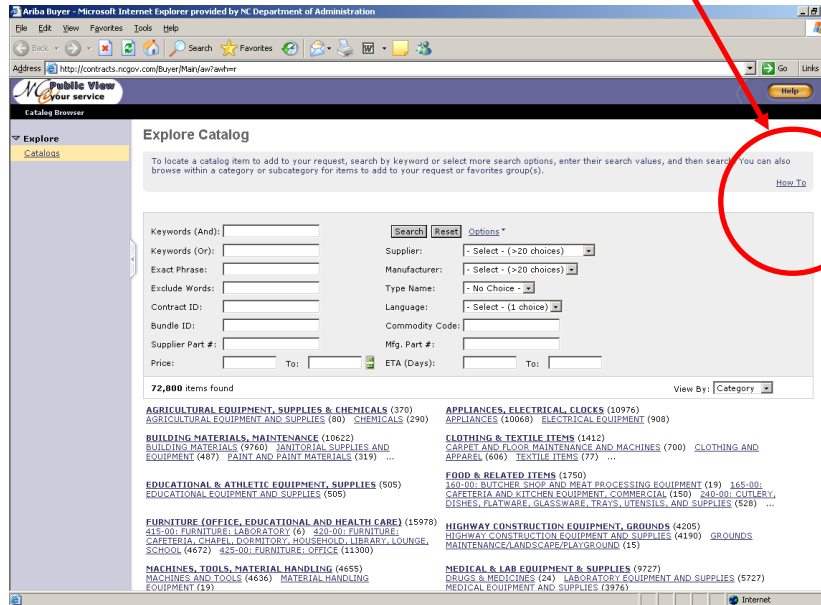 Ariba Buyer - Microsoft Internet Explorer provided by NC Department of Administration
File Edit View Favorites Tools Help
Back Search Favorites
Address http://contracts.ncgov.com/Buyer/Main/aw?awh=r Go Links
NC Public View
@your service
Help
Catalog Browser
Explore
Catalogs
Explore Catalog
To locate a catalog item to add to your request, search by keyword or select more search options, enter their search values, and then search. You can also
browse within a category or subcategory for items to add to your request or favorites group(s).
How To
Keywords (And): Search Reset Options
Keywords (Or): Supplier: - Select - (>20 choices)
Exact Phrase: Manufacturer: - Select - (>20 choices)
Exclude Words: Type Name: - No Choice -
Contract ID: Language: - Select - (1 choice)
Bundle ID: Commodity Code:
Supplier Part #: Mfg. Part #:
Price: To: ETA (Days): To:
72,800 items found View By: Category
AGRICULTURAL EQUIPMENT, SUPPLIES & CHEMICALS (370)
AGRICULTURAL EQUIPMENT AND SUPPLIES (80) CHEMICALS (290)
APPLIANCES, ELECTRICAL, CLOCKS (10976)
APPLIANCES (10068) ELECTRICAL EQUIPMENT (908)
BUILDING MATERIALS, MAINTENANCE (10622)
BUILDING MATERIALS (9760) JANITORIAL SUPPLIES AND
EQUIPMENT (487) PAINT AND PAINT MATERIALS (319) ...
CLOTHING & TEXTILE ITEMS (1412)
CARPET AND FLOOR MAINTENANCE AND MACHINES (700) CLOTHING AND
APPAREL (606) TEXTILE ITEMS (77) ...
EDUCATIONAL & ATHLETIC EQUIPMENT, SUPPLIES (505)
EDUCATIONAL EQUIPMENT AND SUPPLIES (505)
FOOD & RELATED ITEMS (1750)
160-00: BUTCHER SHOP AND MEAT PROCESSING EQUIPMENT (19) 165-00:
CAFETERIA AND KITCHEN EQUIPMENT, COMMERCIAL (150) 240-00: CUTLERY,
DISHES, FLATWARE, GLASSWARE, TRAYS, UTENSILS, AND SUPPLIES (528) ...
FURNITURE (OFFICE, EDUCATIONAL AND HEALTH CARE) (15978)
415-00: FURNITURE: LABORATORY (6) 420-00: FURNITURE:
CAFETERIA, CHAPEL, DORMITORY, HOUSEHOLD, LIBRARY, LOUNGE,
SCHOOL (4672) 425-00: FURNITURE: OFFICE (11300)
HIGHWAY CONSTRUCTION EQUIPMENT, GROUNDS (4205)
HIGHWAY CONSTRUCTION EQUIPMENT AND SUPPLIES (4190) GROUNDS
MAINTENANCE/LANDSCAPE/PLAYGROUND (15)
MACHINES, TOOLS, MATERIAL HANDLING (4655)
MACHINES AND TOOLS (4636) MATERIAL HANDLING
EQUIPMENT (19)
MEDICAL & LAB EQUIPMENT & SUPPLIES (9727)
DRUGS & MEDICINES (24) LABORATORY EQUIPMENT AND SUPPLIES (5727)
MEDICAL EQUIPMENT AND SUPPLIES (3976)
Internet